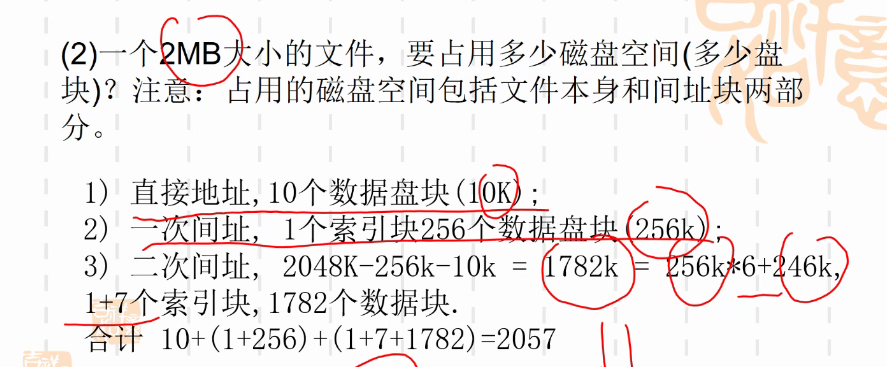 (2)一个2MB大小的文件，要占用多少磁盘空间(多少盘
块)？注意：占用的磁盘空间包括文件本身和间址块两部
分。
1) 直接地址,10个数据盘块(10K);
2) 一次间址, 1个索引块256个数据盘块(256k);
3) 二次间址, 2048K-256k-10k = 1782k = 256k*6+246k,
1+7个索引块,1782个数据块.
合计 10+(1+256)+(1+7+1782)=2057